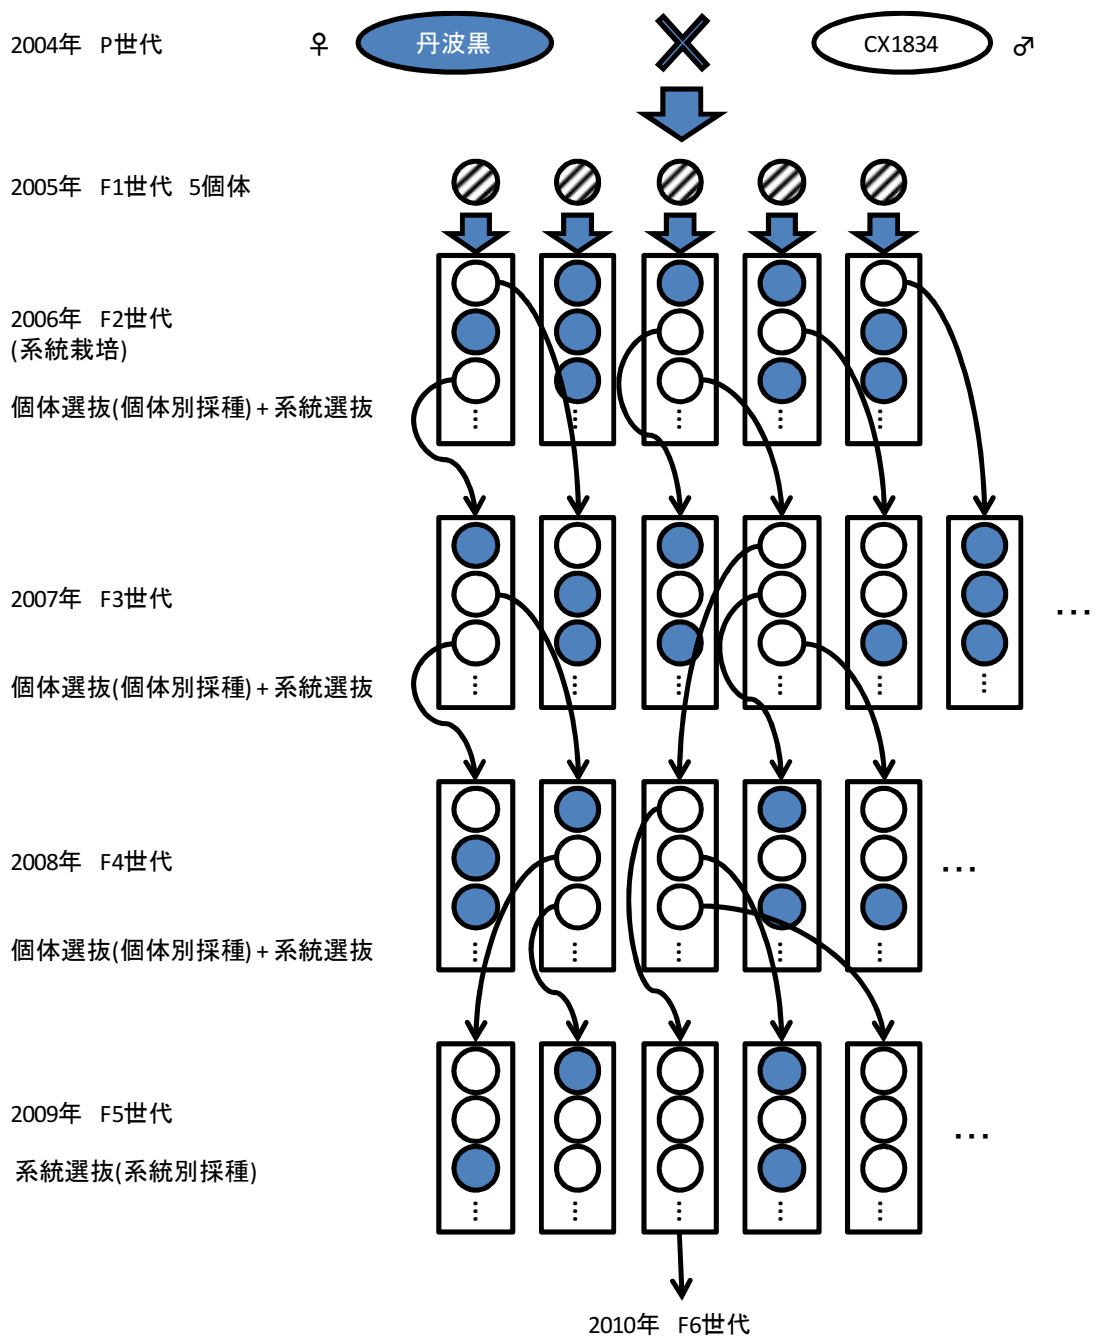 2004年 P世代 ♀ 丹波黒 CX1834 ♂
2005年 F1世代 5個体
2006年 F2世代
(系統栽培)
個体選抜(個体別採種) + 系統選抜
2007年 F3世代
…
個体選抜(個体別採種) + 系統選抜
2008年 F4世代
…
個体選抜(個体別採種) + 系統選抜
2009年 F5世代
…
系統選抜(系統別採種)
2010年 F6世代